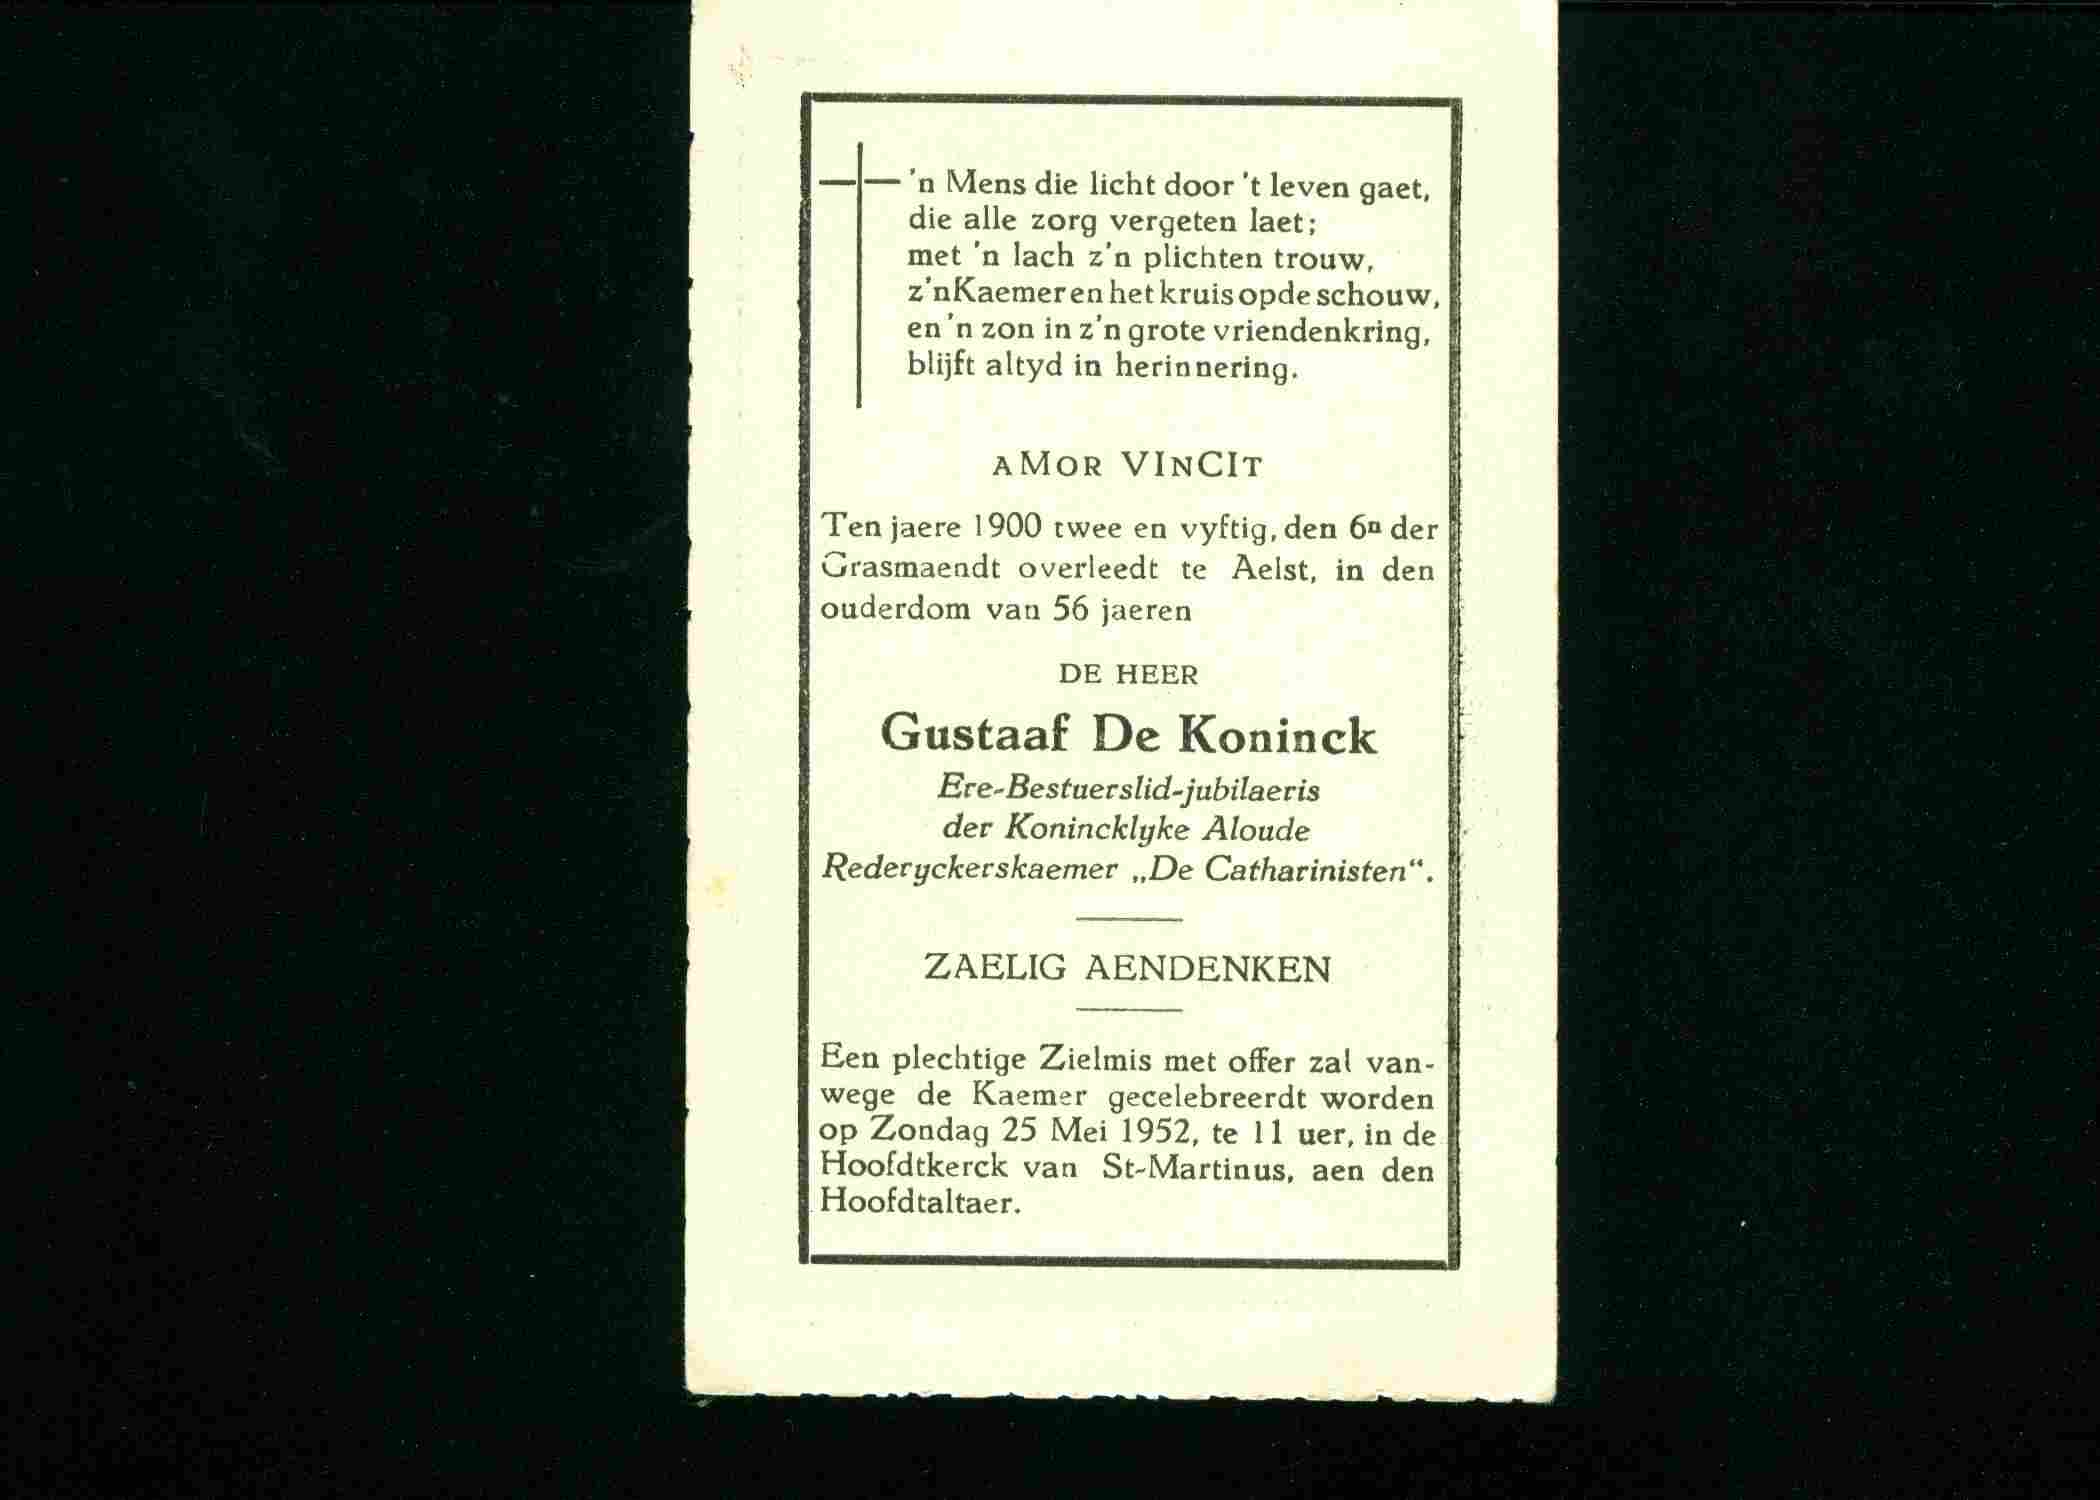 'n Mens die licht door 't leven gaet,
die alle zorg vergeten laet;
met 'n lach z'n plichten trouw,
z'n Kaemer en het kruis op de schouw,
en 'n zon in z'n grote vriendenkring,
blijft altyd in herinnering.
AMOR VINCIT
Ten jaere 1900 twee en vyftig, den 6n der
Grasmaendt overleedt te Aelst, in den
ouderdom van 56 jaeren
DE HEER
Gustaaf De Koninck
Ere-Bestuerslid-jubilaeris
der Konincklyke Aloude
Rederyckerskaemer „De Catharinisten“.
ZAELIG AENDENKEN
Een plechtige Zielmis met offer zal van-
wege de Kaemer gecelebreerdt worden
op Zondag 25 Mei 1952, te 11 uer, in de
Hoofdtkerck van St-Martinus, aen den
Hoofdtaltaer.